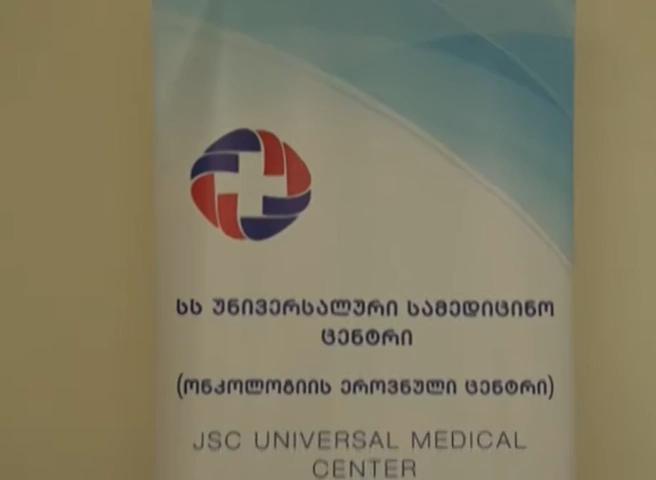 სს უნივერსალური სამედიცინო
ცენტრი
(ონკოლოგიის ეროვნული ცენტრი)
JSC UNIVERSAL MEDICAL
CENTER